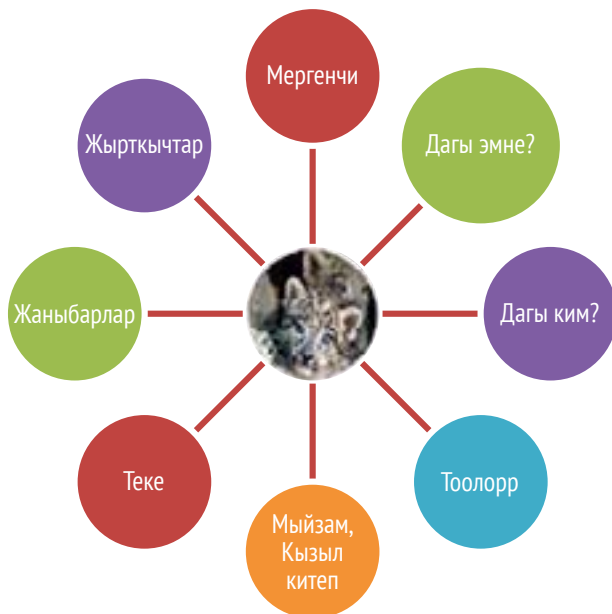 Мергенчи
Дагы эмне?
Дагы ким?
Тоолорр
Мыйзам,
Кызыл
китеп
Теке
Жаныбарлар
Жырткычтар